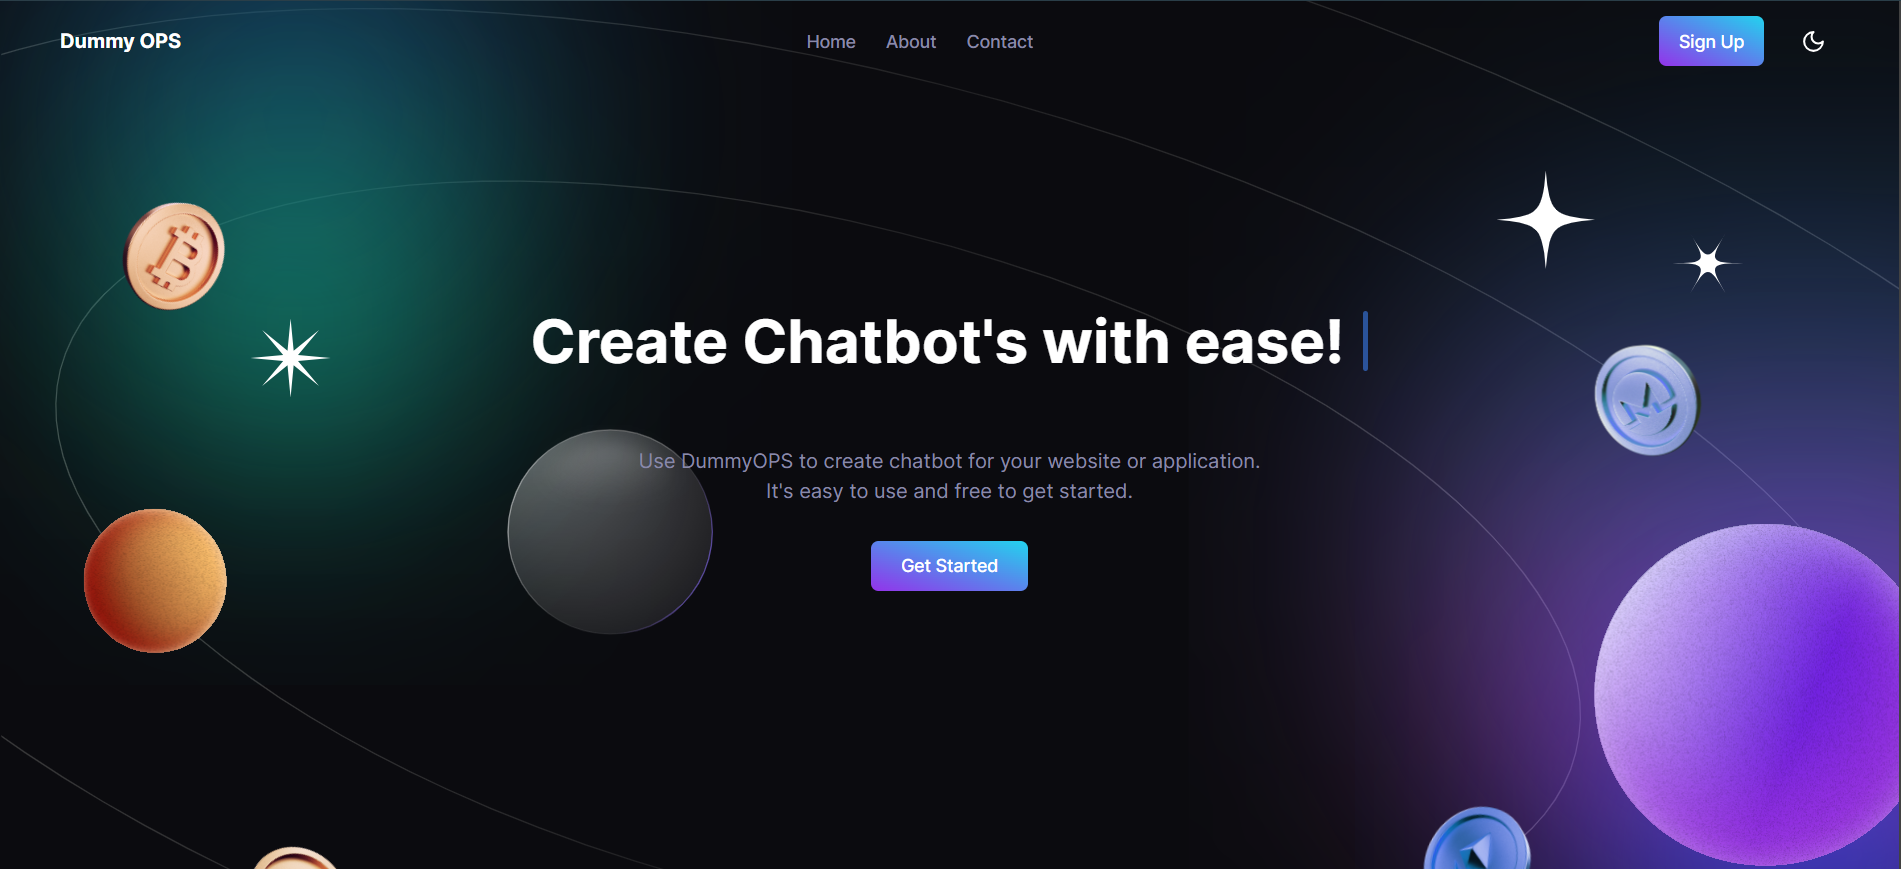 Dummy OPS
Home About Contact
Sign Up
Create Chatbot's with ease!
Use DummyOPS to create chatbot for your website or application.
It's easy to use and free to get started.
Get Started